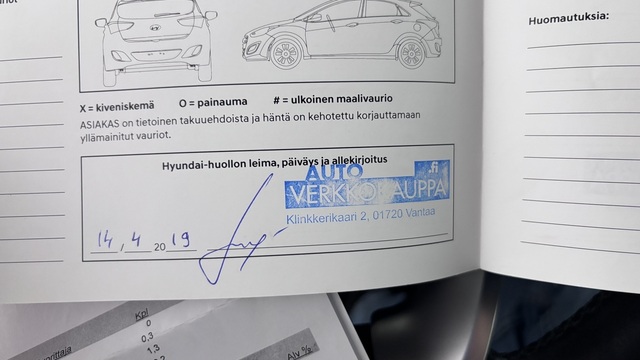 Huomautuksia:
X = kiveniskemä O = painauma # = ulkoinen maalivaurio
ASIAKAS on tietoinen takuuehdoista ja häntä on kehotettu korjauttamaan
yllämainitut vauriot.
Hyundai-huollon leima, päiväys ja allekirjoitus
AUTO .fi
VERKKOKAUPPA
Klinkkerikaari 2, 01720 Vantaa
14 . 4 20 19
Kpl
0
0,3
1,3
Alv %